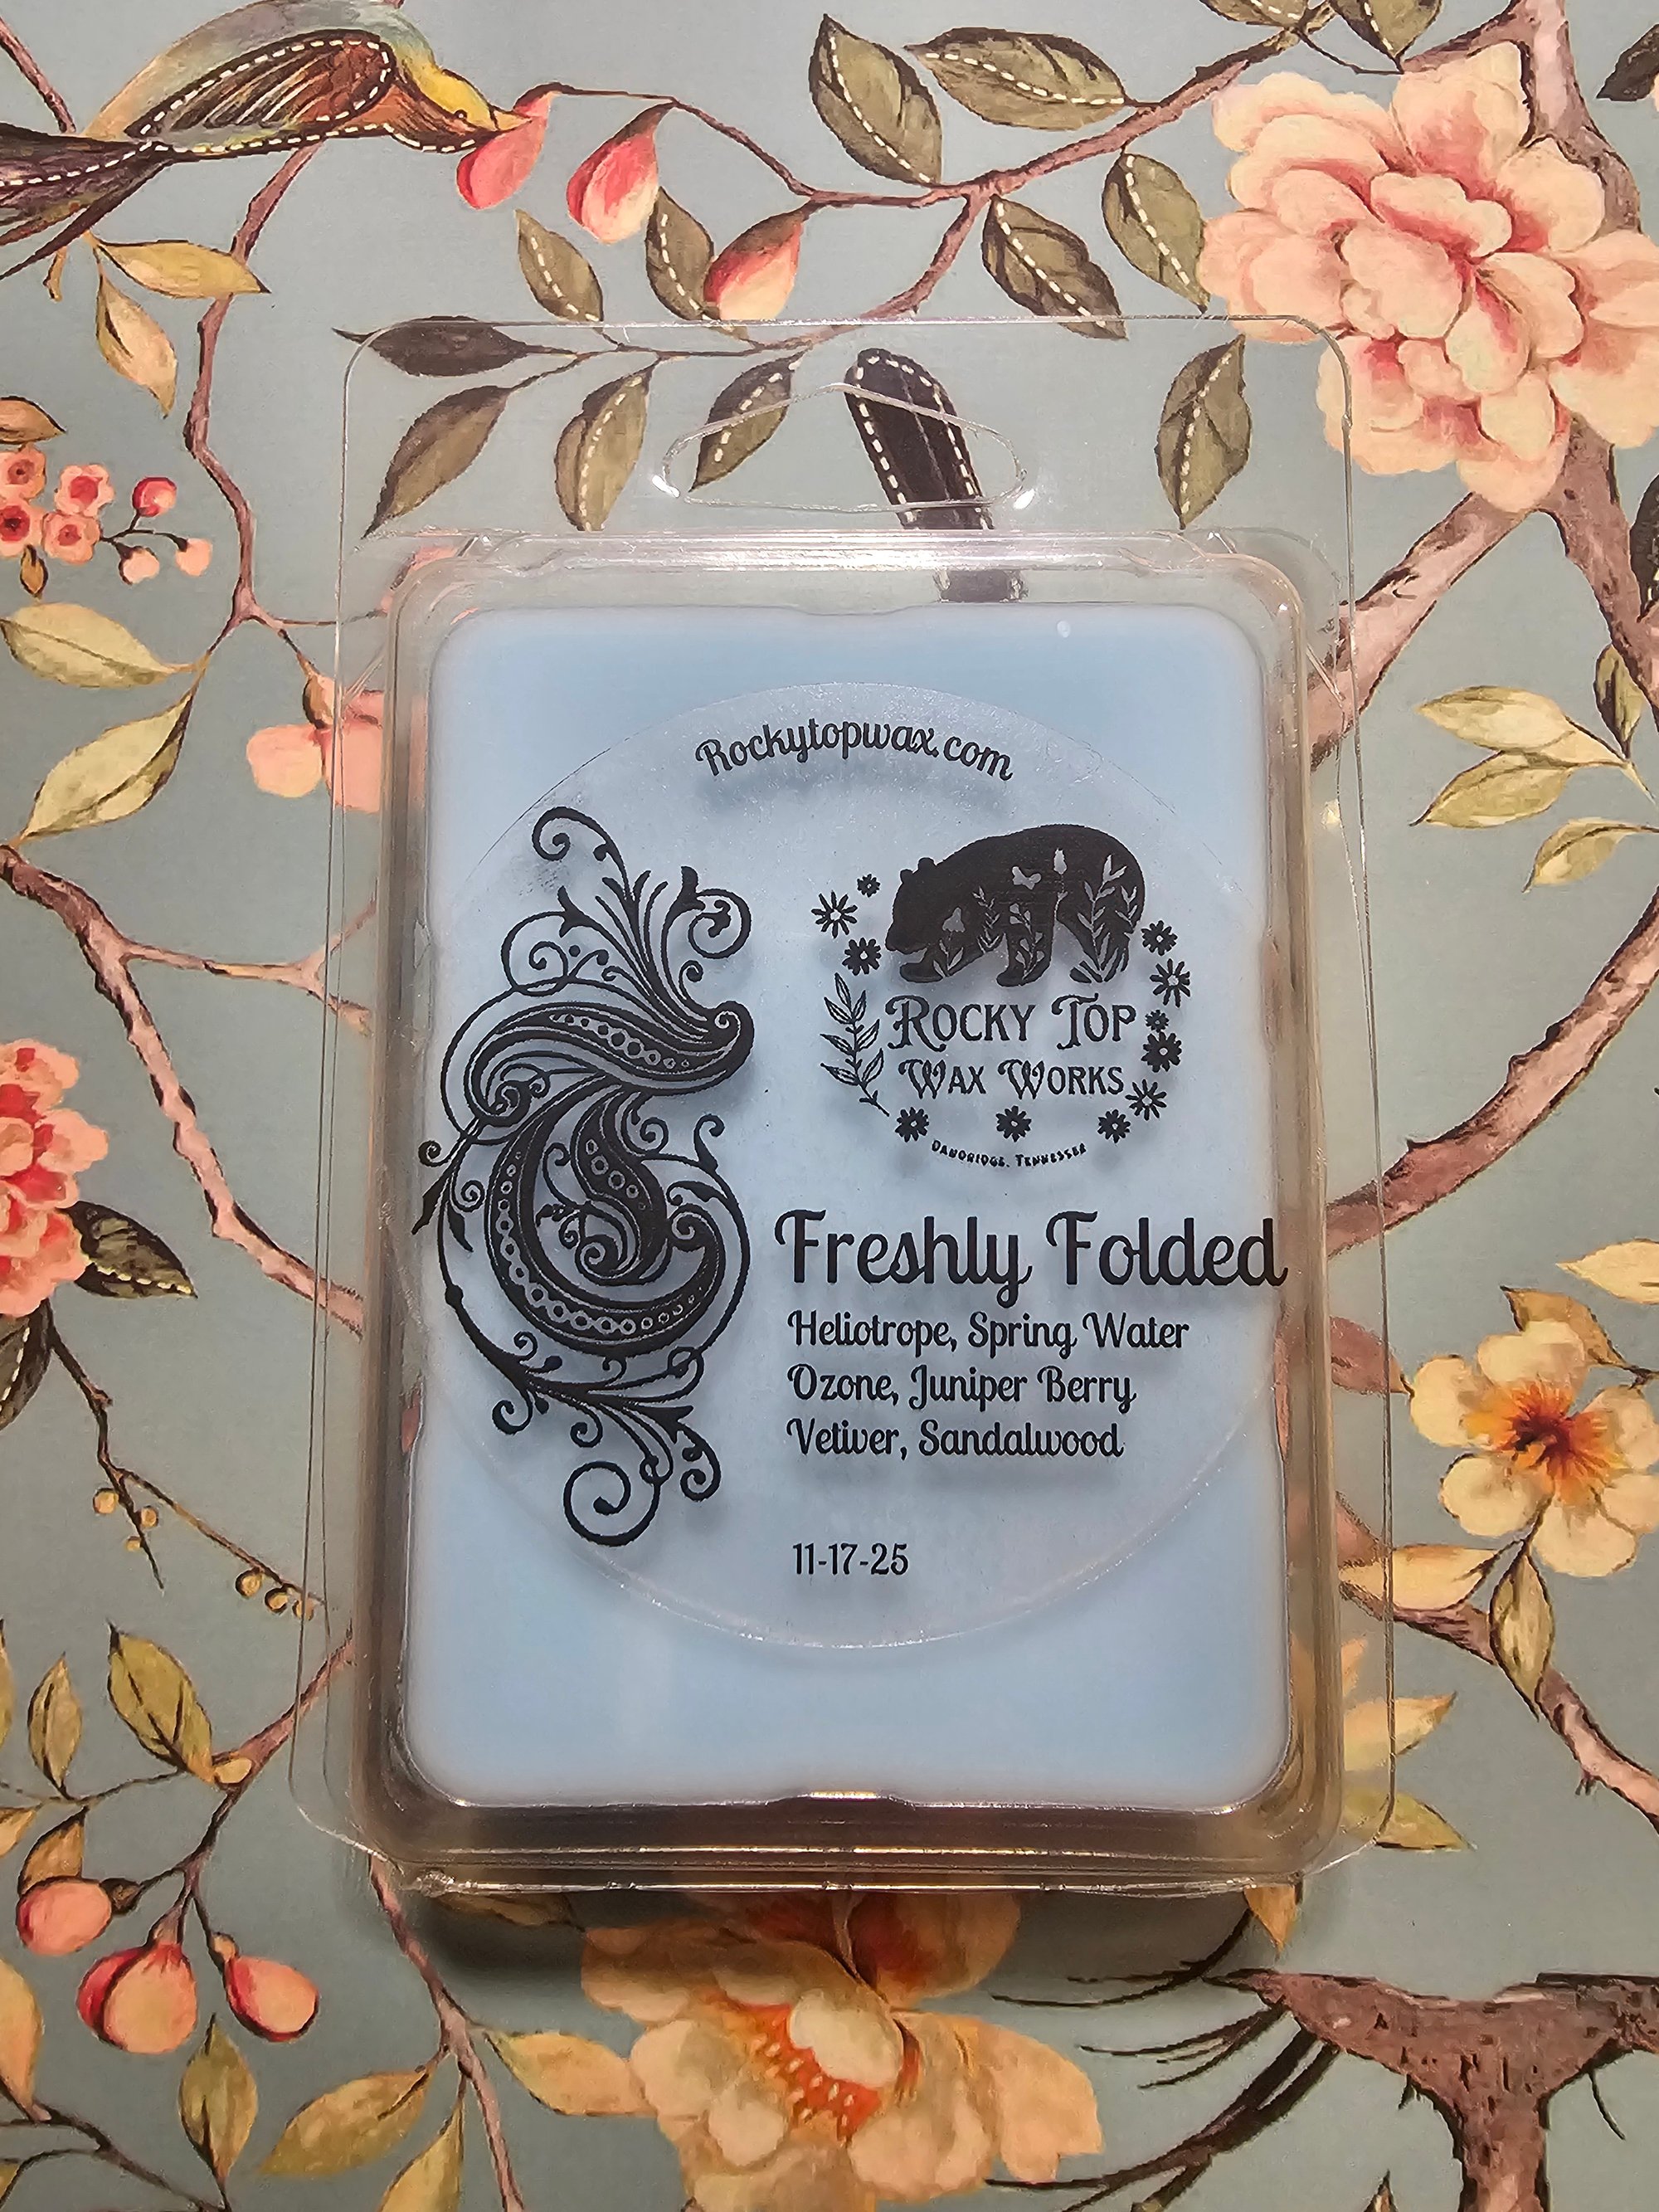 Rockytopwax.com
Rocky Top
Wax Works
Dandridge, Tennessee
Freshly Folded
Heliotrope, Spring Water
Ozone, Juniper Berry
Vetiver, Sandalwood
11-17-25